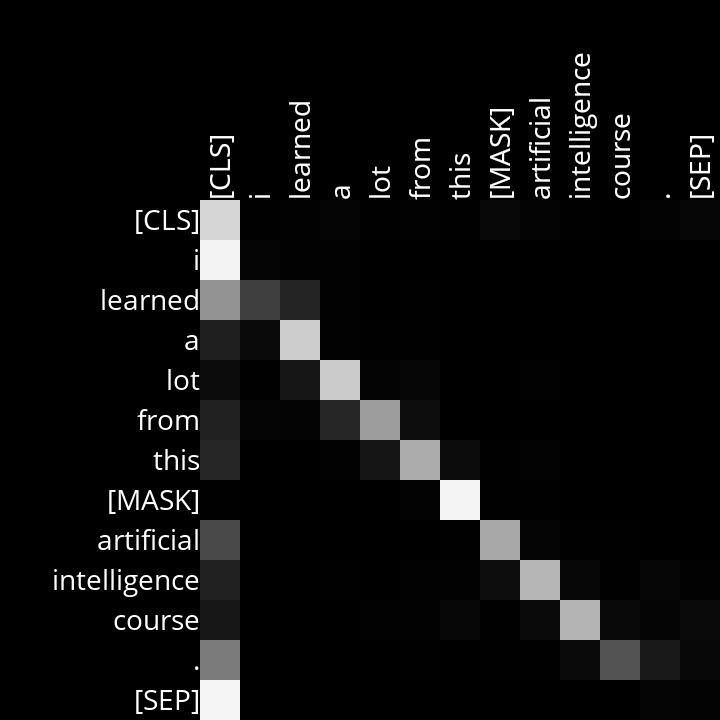 [CLS]
i
learned
a
lot
from
this
[MASK]
artificial
intelligence
course
.
[SEP]
[CLS]
i
learned
a
lot
from
this
[MASK]
artificial
intelligence
course
.
[SEP]